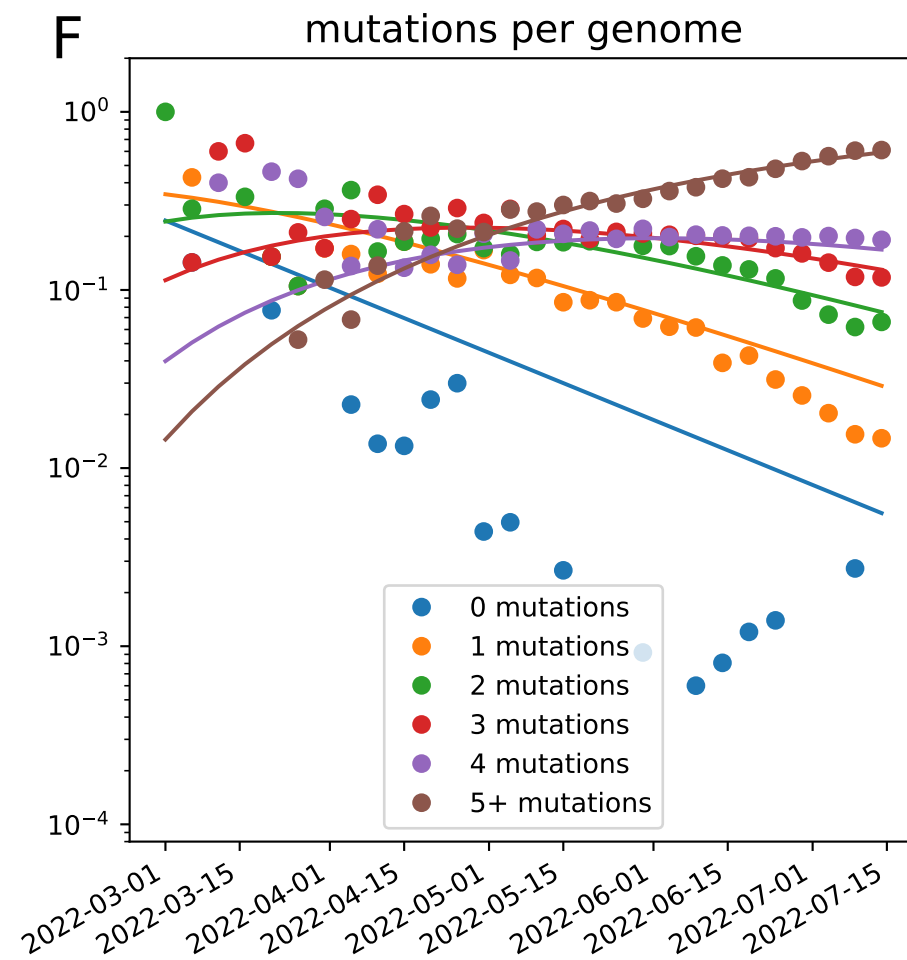 F
mutations per genome
10⁰
10⁻¹
10⁻²
10⁻³
10⁻⁴
0 mutations
1 mutations
2 mutations
3 mutations
4 mutations
5+ mutations
2022-03-01
2022-03-15
2022-04-01
2022-04-15
2022-05-01
2022-05-15
2022-06-01
2022-06-15
2022-07-01
2022-07-15